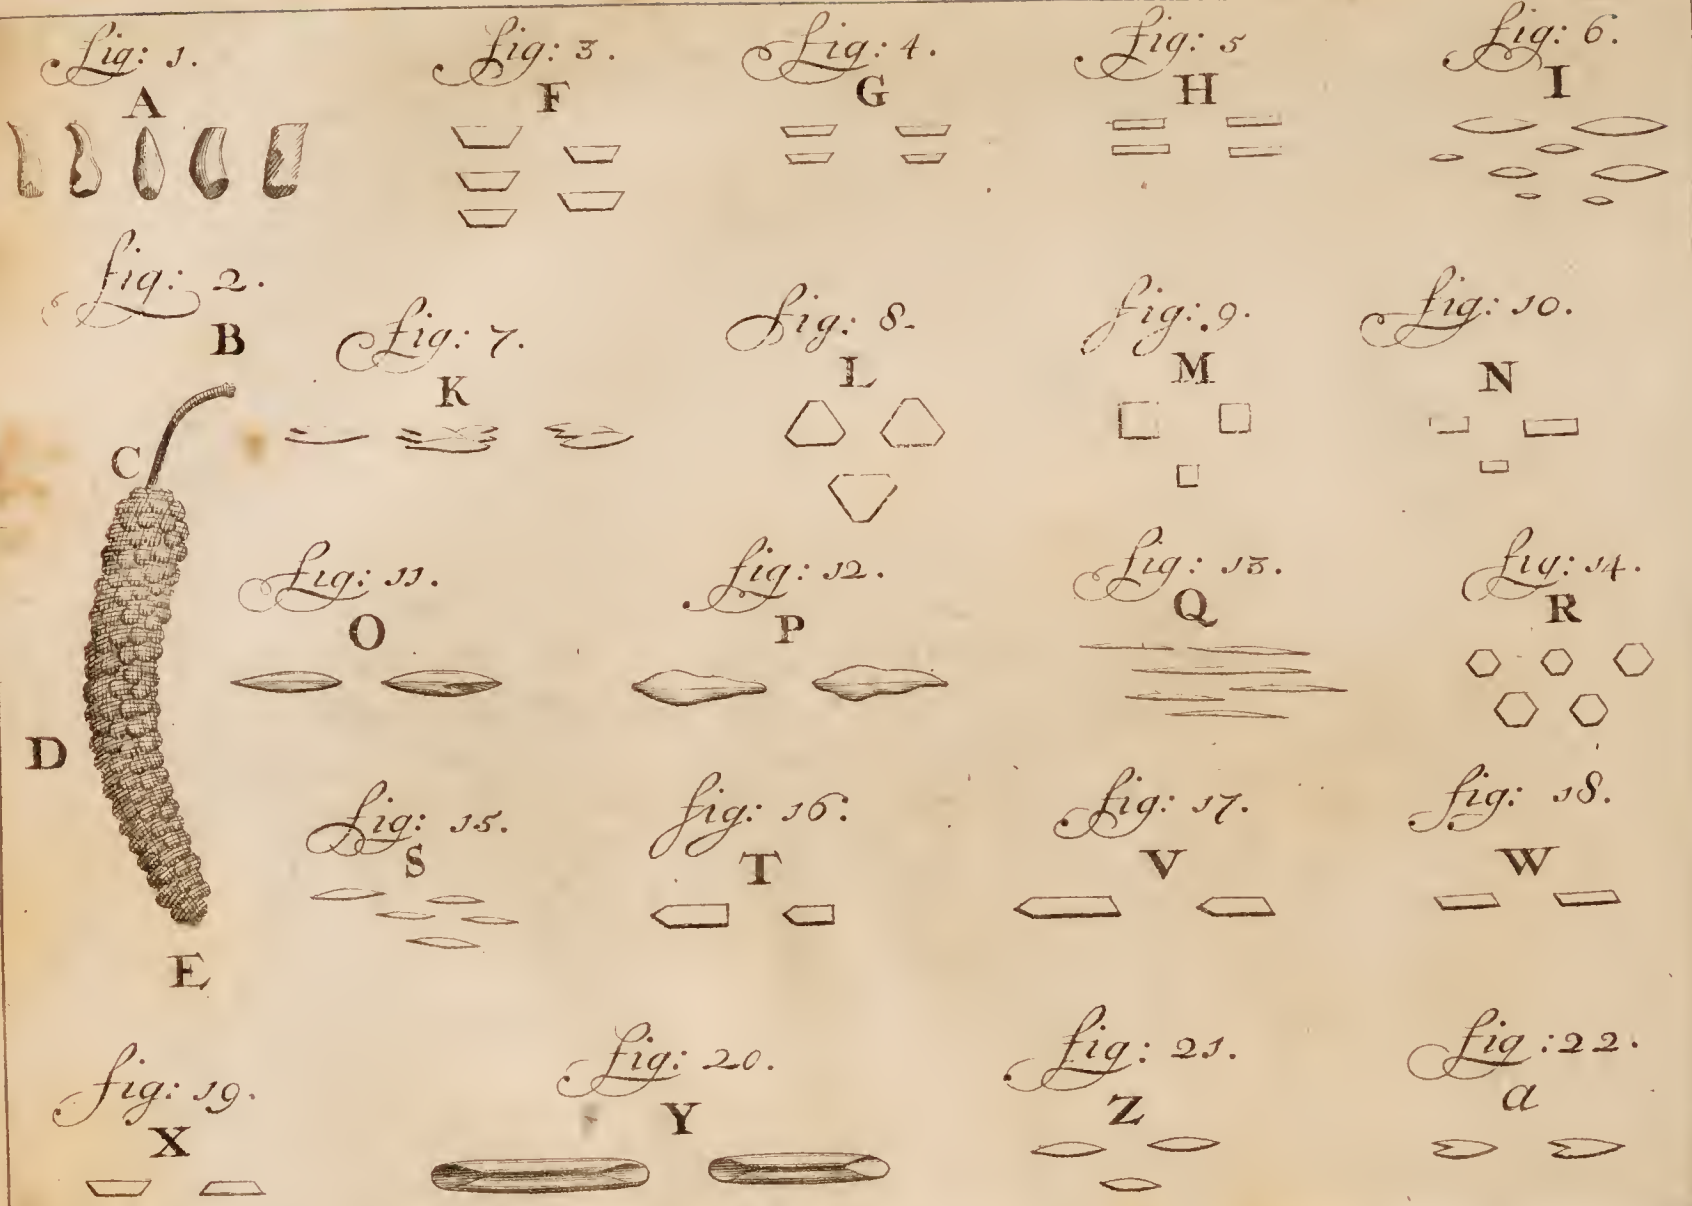 fig: 1.
A
fig: 3.
F
fig: 4.
G
fig: 5
H
fig: 6.
I
fig: 2.
B
C
D
E
fig: 7.
K
fig: 8.
L
fig: 9.
M
fig: 10.
N
fig: 11.
O
fig: 12.
P
fig: 13.
Q
fig: 14.
R
fig: 15.
S
fig: 16:
T
fig: 17.
V
fig: 18.
W
fig: 19.
X
fig: 20.
Y
fig: 21.
Z
fig: 22.
a